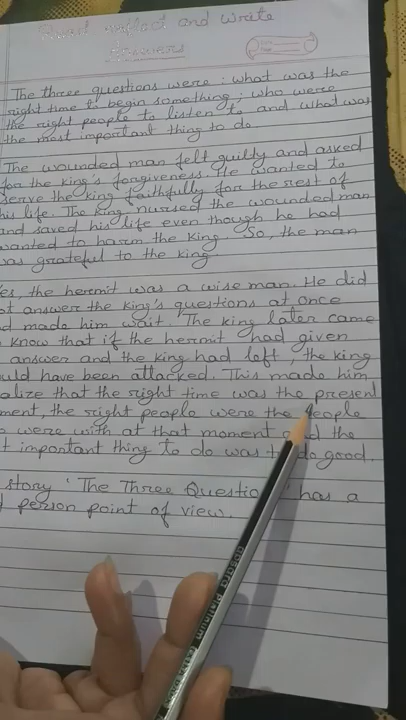 reflect and write
Answers
The three questions were : what was the
right time to begin something ; who were
the right people to listen to and what was
the most important thing to do.
The wounded man felt guilty and asked
for the King's forgiveness. He wanted to
serve the king faithfully for the rest of
his life. The King nursed the wounded man
and saved his life even though he had
wanted to harm the King. So, the man
was grateful to the King
es, the hermit was a wise man. He did
ot answer the King's questions at once
d made him wait. The King later came
know that if the hermit had given
answer and the king had left, the king
uld have been attacked. This made him
alize that the right time was the present
ment, the right people were the people
were with at that moment and the
t important thing to do was to do good.
story 'The Three Questio has a
d person point of view.